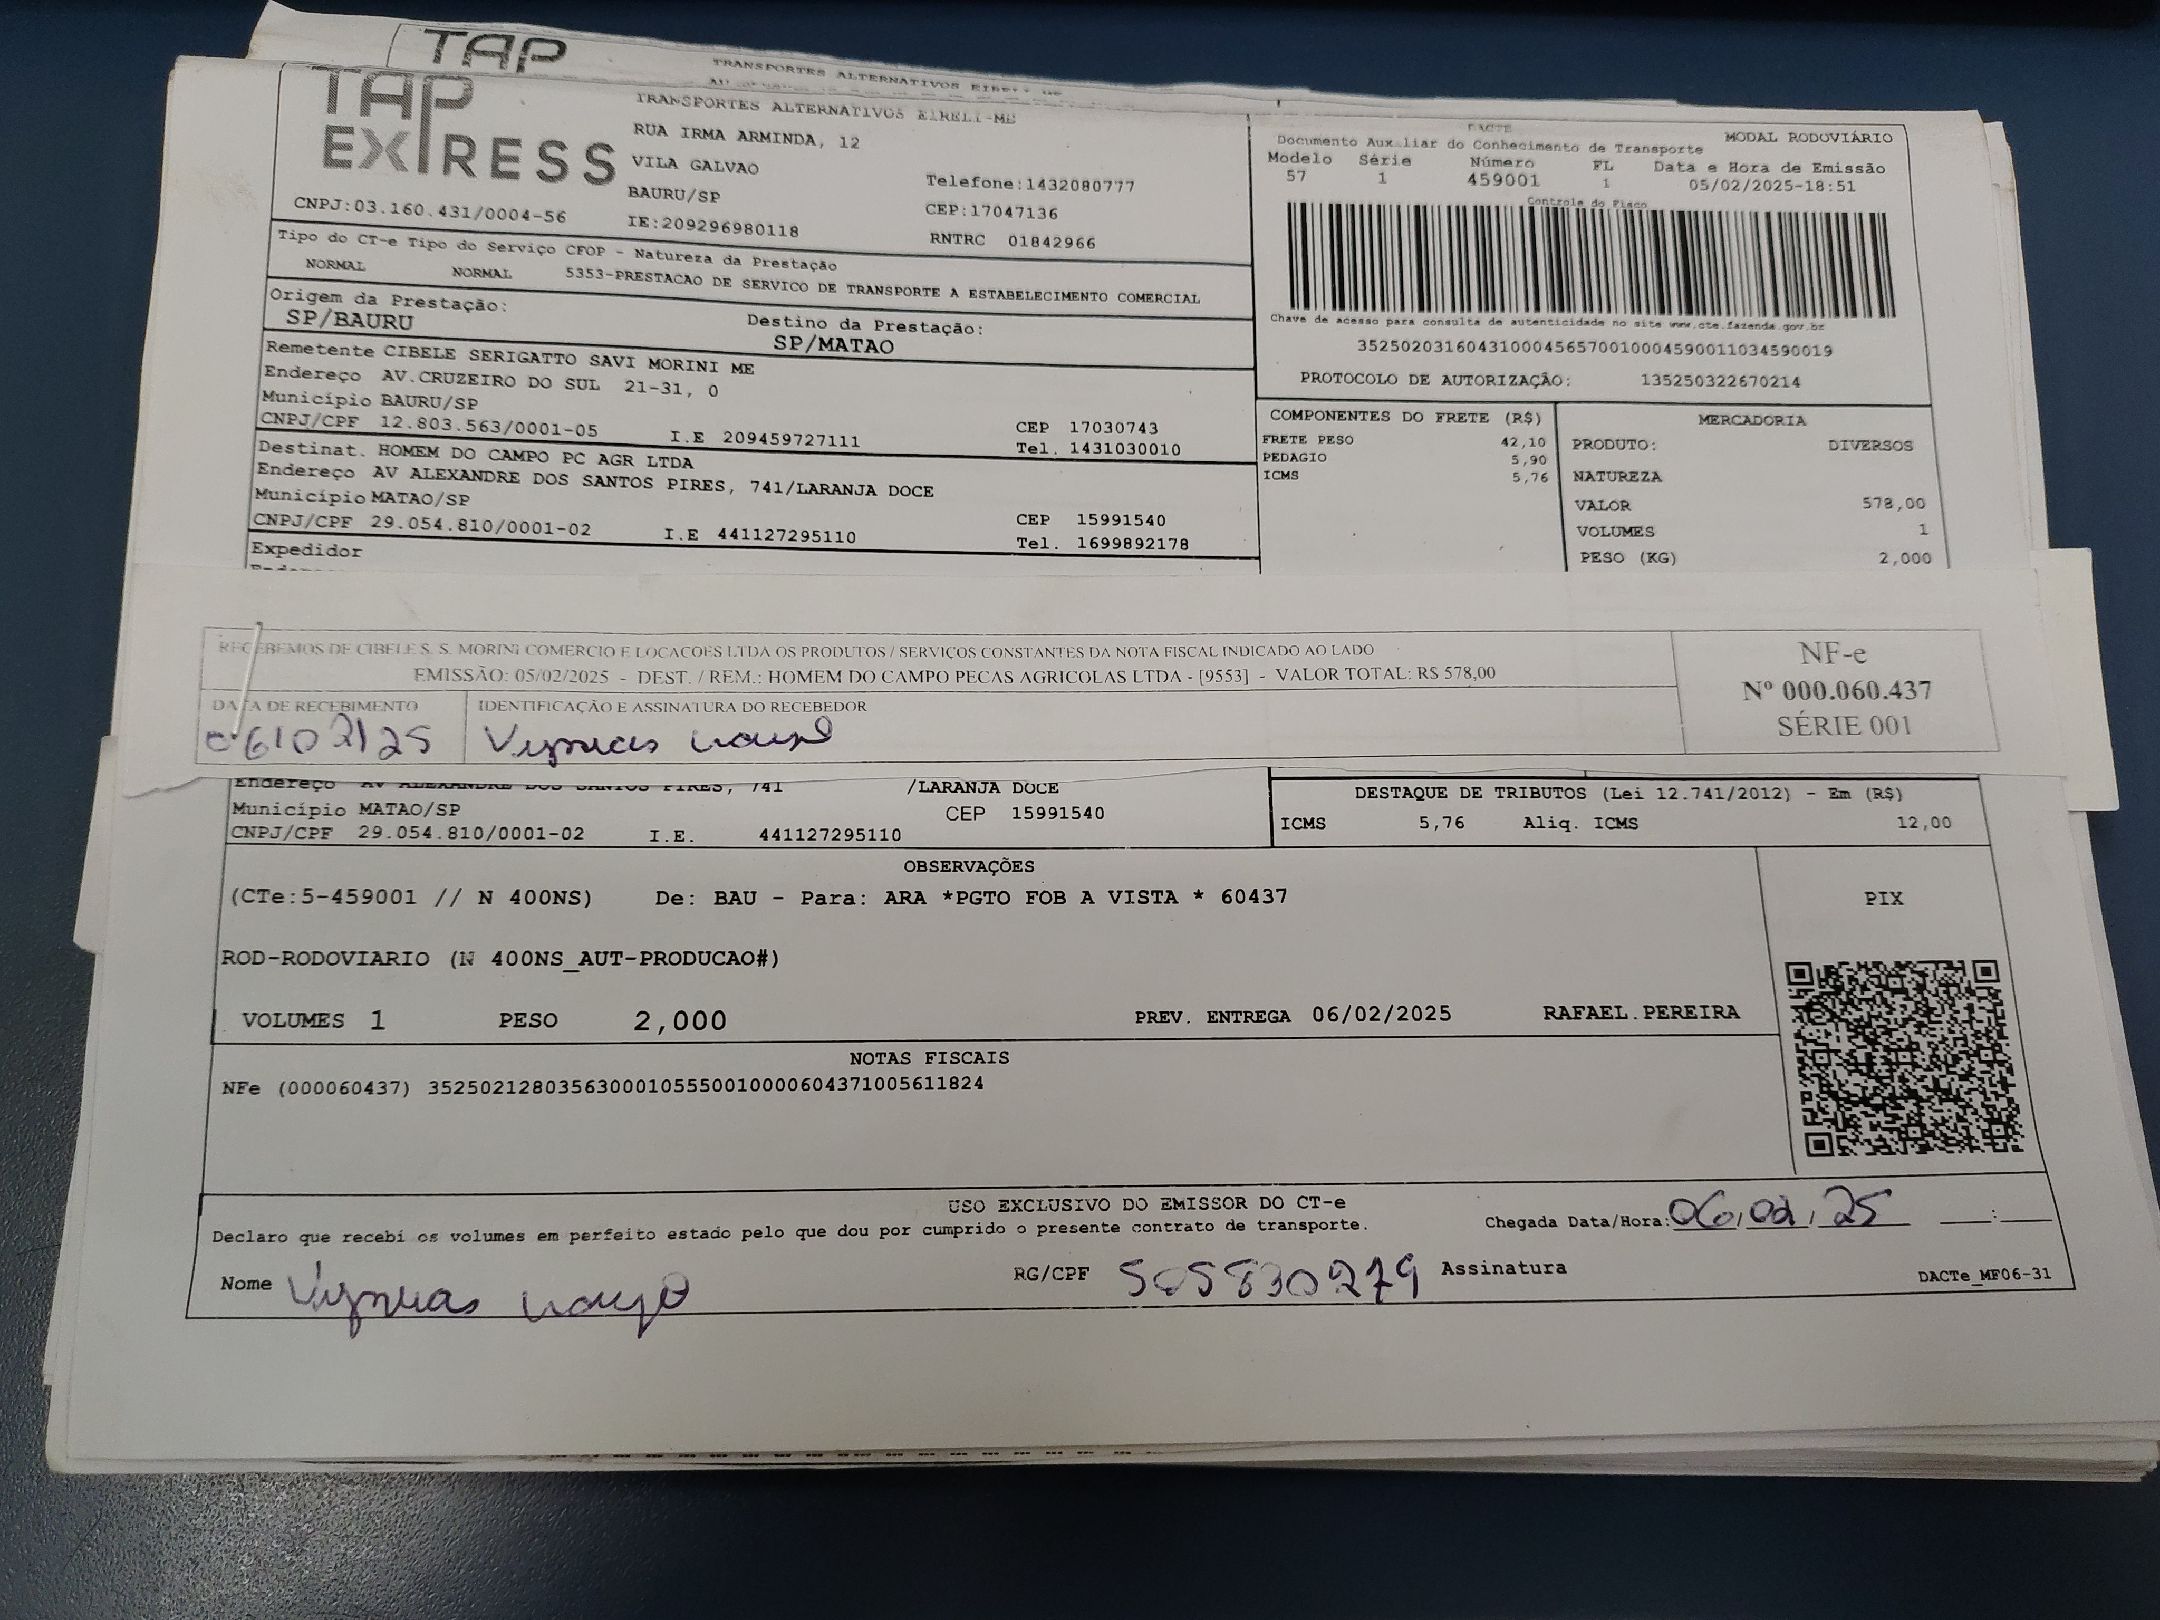 TAP
TRANSPORTES ALTERNATIVOS EIRELI-ME
TAP EXPRESS
TRANSPORTES ALTERNATIVOS EIRELI-ME
RUA IRMA ARMINDA, 12
VILA GALVAO
BAURU/SP
Telefone:1432080777
CEP:17047136
CNPJ:03.160.431/0004-56
IE:209296980118
RNTRC 01842966
DACTE
MODAL RODOVIÁRIO
Documento Auxiliar do Conhecimento de Transporte
Modelo Série Número FL Data e Hora de Emissão
57 1 459001 1 05/02/2025-18:51
Controle do Fisco
Chave de acesso para consulta de autenticidade no site www.cte.fazenda.gov.br
35250203160431000456570010004590011034590019
PROTOCOLO DE AUTORIZAÇÃO: 135250322670214
Tipo do CT-e Tipo do Serviço CFOP - Natureza da Prestação
NORMAL NORMAL 5353-PRESTACAO DE SERVICO DE TRANSPORTE A ESTABELECIMENTO COMERCIAL
Origem da Prestação:
SP/BAURU
Destino da Prestação:
SP/MATAO
Remetente CIBELE SERIGATTO SAVI MORINI ME
Endereço AV.CRUZEIRO DO SUL 21-31, 0
Município BAURU/SP
CEP 17030743
CNPJ/CPF 12.803.563/0001-05 I.E 209459727111 Tel. 1431030010
Destinat. HOMEM DO CAMPO PC AGR LTDA
Endereço AV ALEXANDRE DOS SANTOS PIRES, 741/LARANJA DOCE
Município MATAO/SP
CEP 15991540
CNPJ/CPF 29.054.810/0001-02 I.E 441127295110 Tel. 1699892178
Expedidor
COMPONENTES DO FRETE (R$)
FRETE PESO 42,10
PEDAGIO 5,90
ICMS 5,76
MERCADORIA
PRODUTO: DIVERSOS
NATUREZA
VALOR 578,00
VOLUMES 1
PESO (KG) 2,000
RECEBEMOS DE CIBELE S. S. MORINI COMERCIO E LOCACOES LTDA OS PRODUTOS / SERVIÇOS CONSTANTES DA NOTA FISCAL INDICADO AO LADO
EMISSÃO: 05/02/2025 - DEST. / REM.: HOMEM DO CAMPO PECAS AGRICOLAS LTDA - [9553] - VALOR TOTAL: R$ 578,00
DATA DE RECEBIMENTO
06/02/25
IDENTIFICAÇÃO E ASSINATURA DO RECEBEDOR
NF-e
Nº 000.060.437
SÉRIE 001
Endereço AV ALEXANDRE DOS SANTOS PIRES, 741 /LARANJA DOCE
Município MATAO/SP CEP 15991540
CNPJ/CPF 29.054.810/0001-02 I.E. 441127295110
DESTAQUE DE TRIBUTOS (Lei 12.741/2012) - Em (R$)
ICMS 5,76 Aliq. ICMS 12,00
OBSERVAÇÕES
(CTe:5-459001 // N 400NS) De: BAU - Para: ARA *PGTO FOB A VISTA * 60437
ROD-RODOVIARIO (N 400NS_AUT-PRODUCAO#)
VOLUMES 1 PESO 2,000 PREV. ENTREGA 06/02/2025 RAFAEL.PEREIRA
PIX
NOTAS FISCAIS
NFe (000060437) 35250212803563000105550010000604371005611824
USO EXCLUSIVO DO EMISSOR DO CT-e
Declaro que recebi os volumes em perfeito estado pelo que dou por cumprido o presente contrato de transporte.
Chegada Data/Hora: 06,02,25 :
Nome
RG/CPF 505830279 Assinatura
DACTe_MF06-31